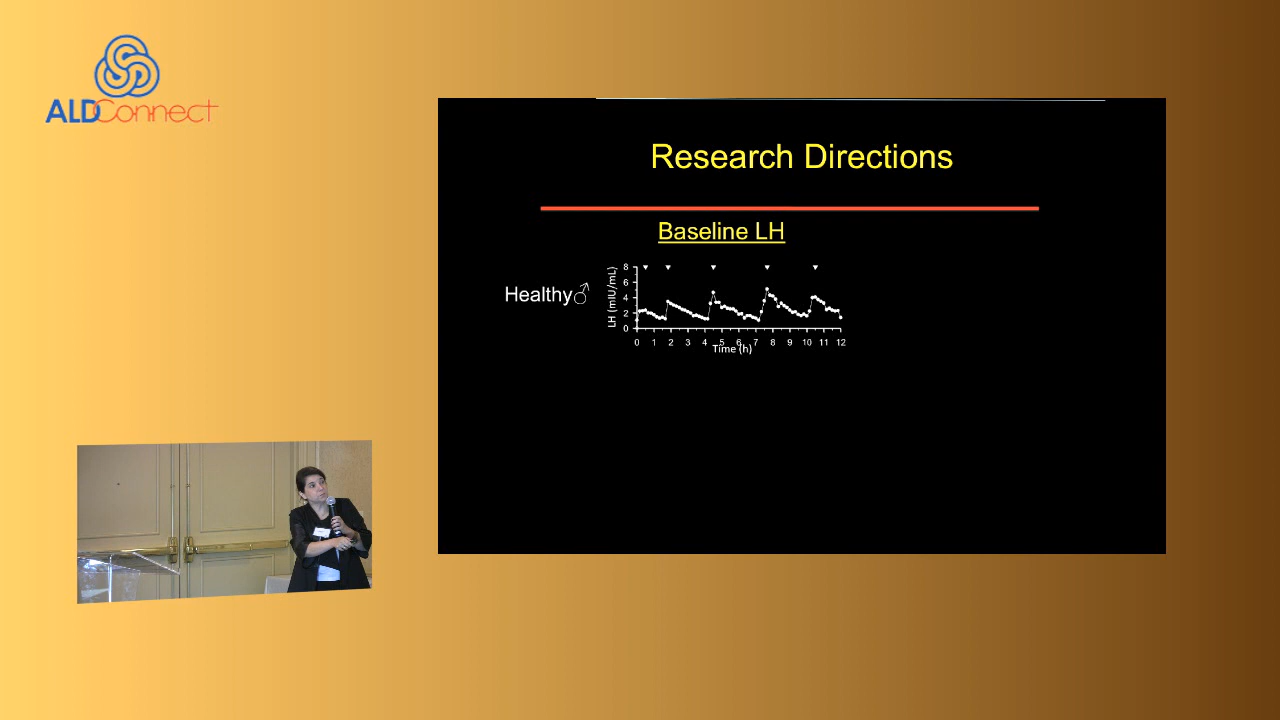 ALDConnect
Research Directions
Baseline LH
Healthy♂
LH (mIU/mL)
8
6
4
2
0
0 1 2 3 4 5 6 7 8 9 10 11 12
Time (h)